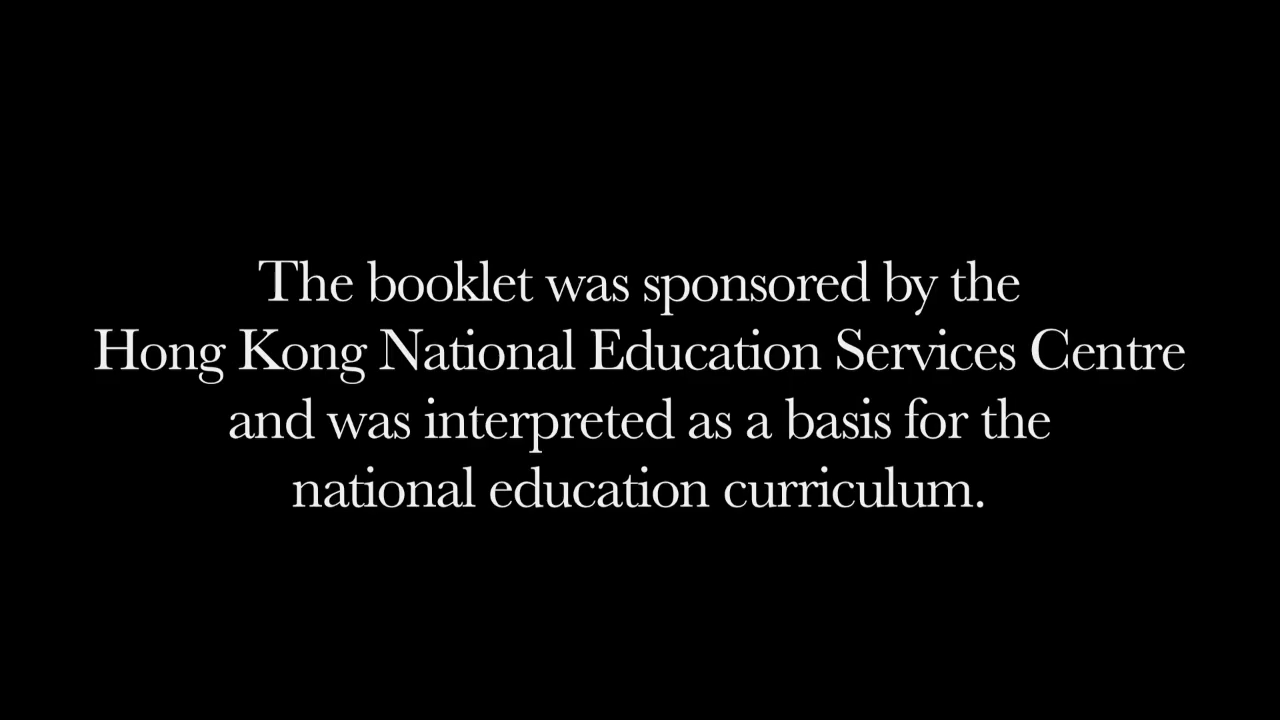 The booklet was sponsored by the
Hong Kong National Education Services Centre
and was interpreted as a basis for the
national education curriculum.